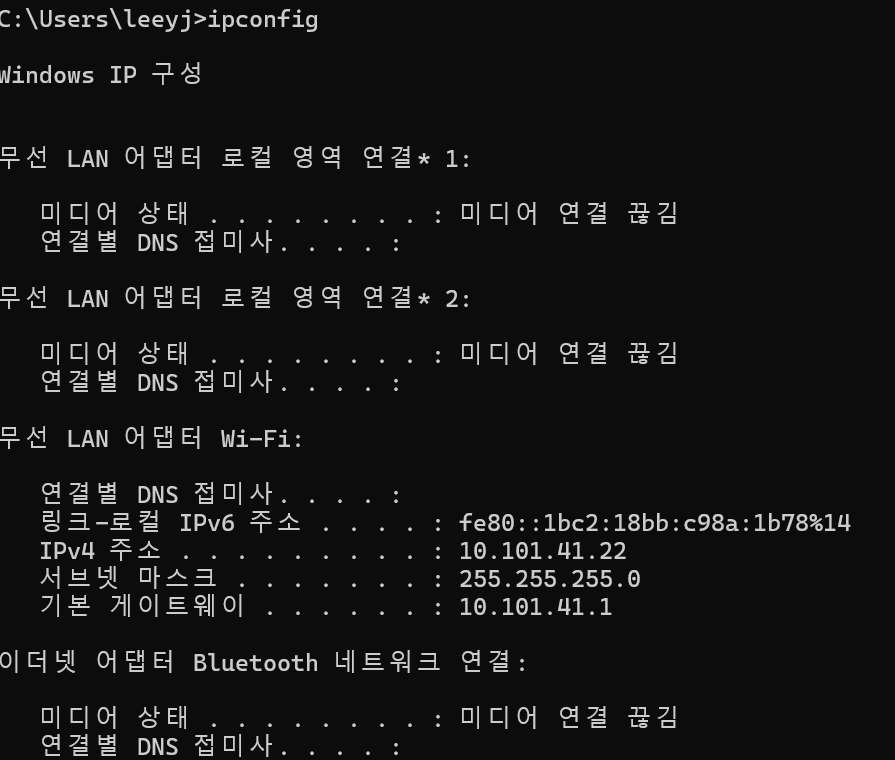 C:\Users\leeyj>ipconfig
Windows IP 구성
무선 LAN 어댑터 로컬 영역 연결* 1:
미디어 상태 . . . . . . . . : 미디어 연결 끊김
연결별 DNS 접미사. . . . :
무선 LAN 어댑터 로컬 영역 연결* 2:
미디어 상태 . . . . . . . . : 미디어 연결 끊김
연결별 DNS 접미사. . . . :
무선 LAN 어댑터 Wi-Fi:
연결별 DNS 접미사. . . . :
링크-로컬 IPv6 주소 . . . . : fe80::1bc2:18bb:c98a:1b78%14
IPv4 주소 . . . . . . . . . : 10.101.41.22
서브넷 마스크 . . . . . . . : 255.255.255.0
기본 게이트웨이 . . . . . . : 10.101.41.1
이더넷 어댑터 Bluetooth 네트워크 연결:
미디어 상태 . . . . . . . . : 미디어 연결 끊김
연결별 DNS 접미사. . . . :